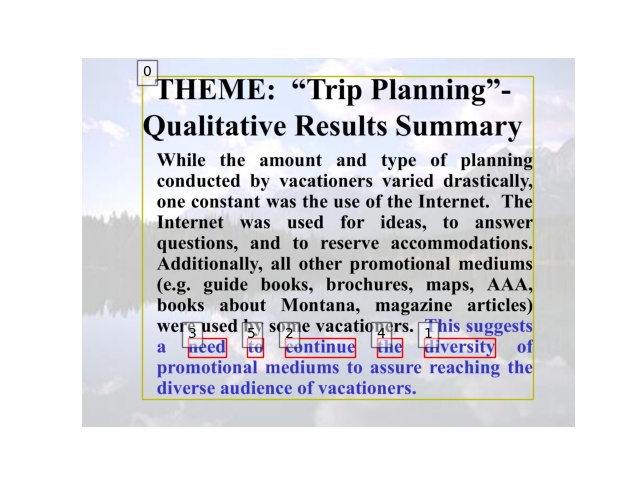 THEME: “Trip Planning”-
Qualitative Results Summary
While the amount and type of planning
conducted by vacationers varied drastically,
one constant was the use of the Internet. The
Internet was used for ideas, to answer
questions, and to reserve accommodations.
Additionally, all other promotional mediums
(e.g. guide books, brochures, maps, AAA,
books about Montana, magazine articles)
were used by some vacationers. This suggests
a need to continue the diversity of
promotional mediums to assure reaching the
diverse audience of vacationers.
0
3
5
2
4
1